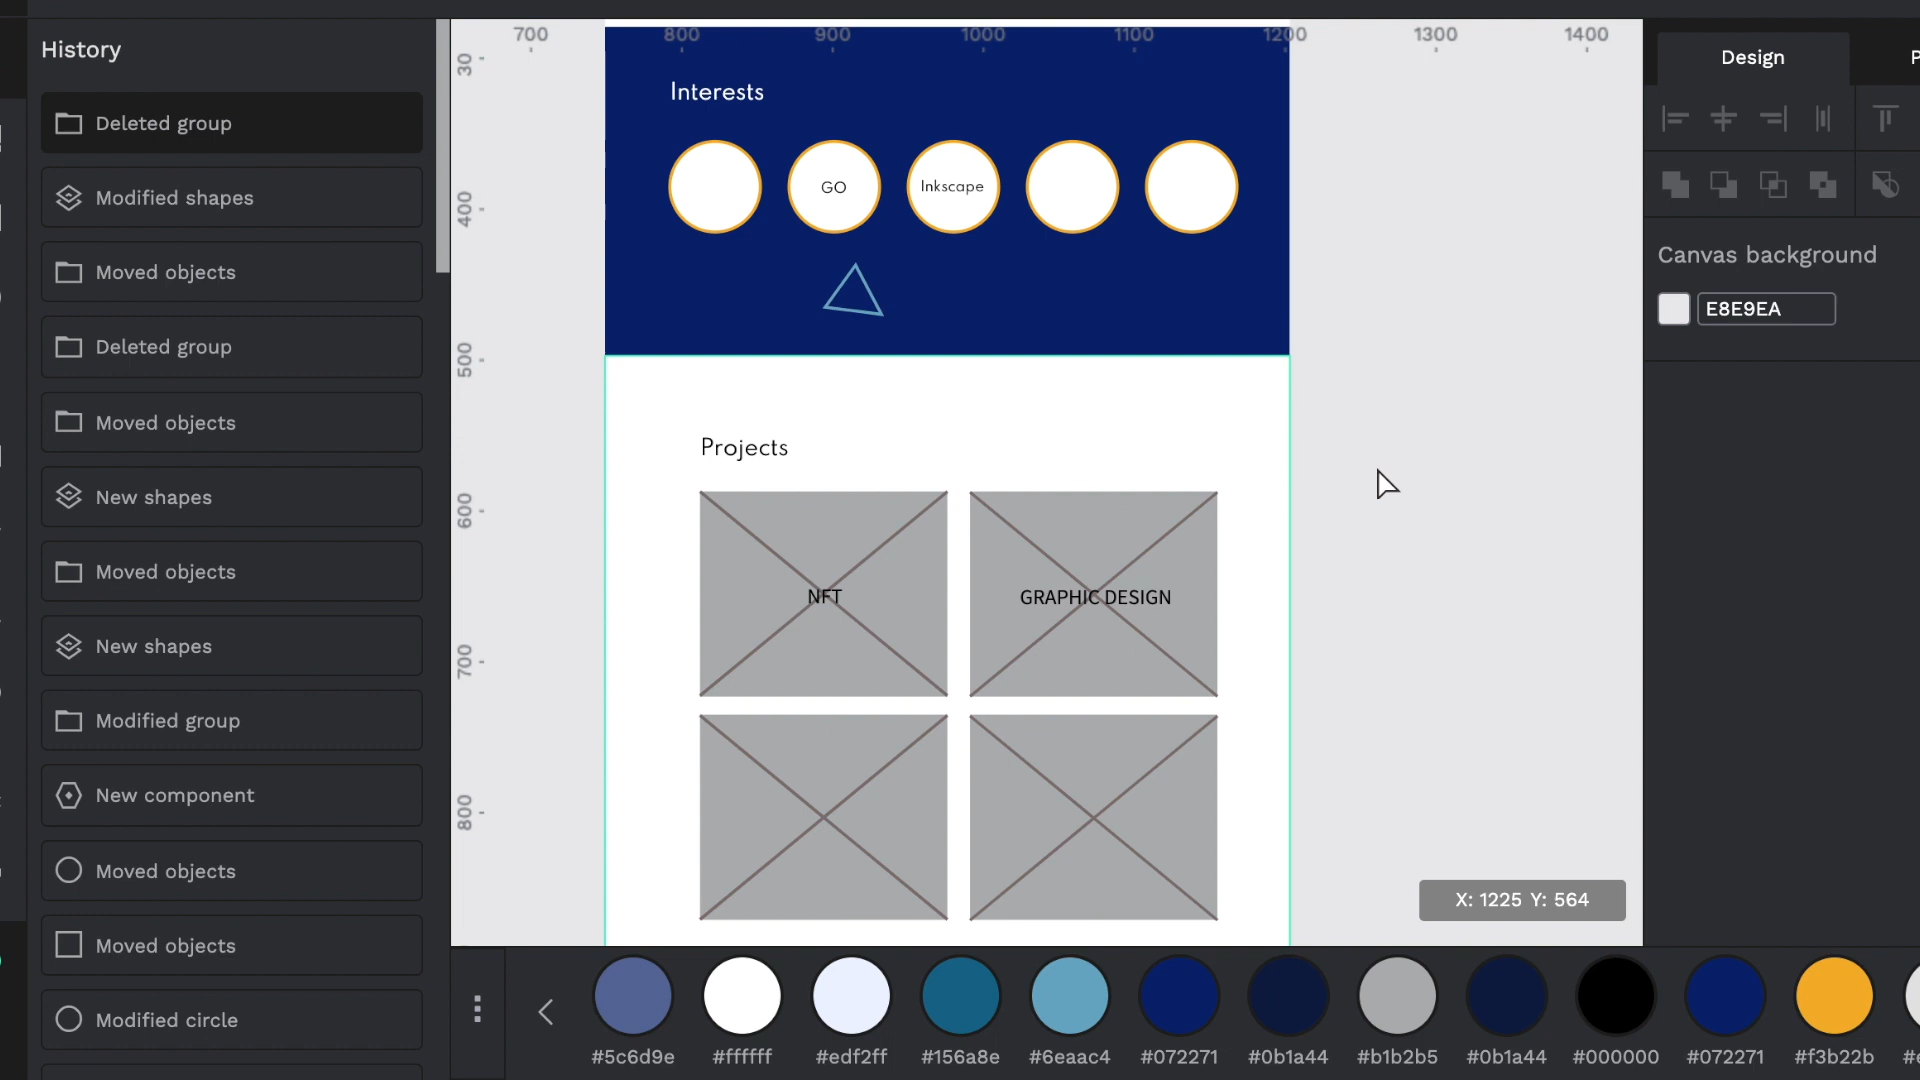 History
Deleted group
Modified shapes
Moved objects
Deleted group
Moved objects
New shapes
Moved objects
New shapes
Modified group
New component
Moved objects
Moved objects
Modified circle
700 800 900 1000 1100 1200 1300 1400
400
500
600
700
800
Interests
GO
Inkscape
Projects
NFT
GRAPHIC DESIGN
X: 1225 Y: 564
Design
Canvas background
E8E9EA
#5c6d9e #ffffff #edf2ff #156a8e #6eaac4 #072271 #0b1a44 #b1b2b5 #0b1a44 #000000 #072271 #f3b22b